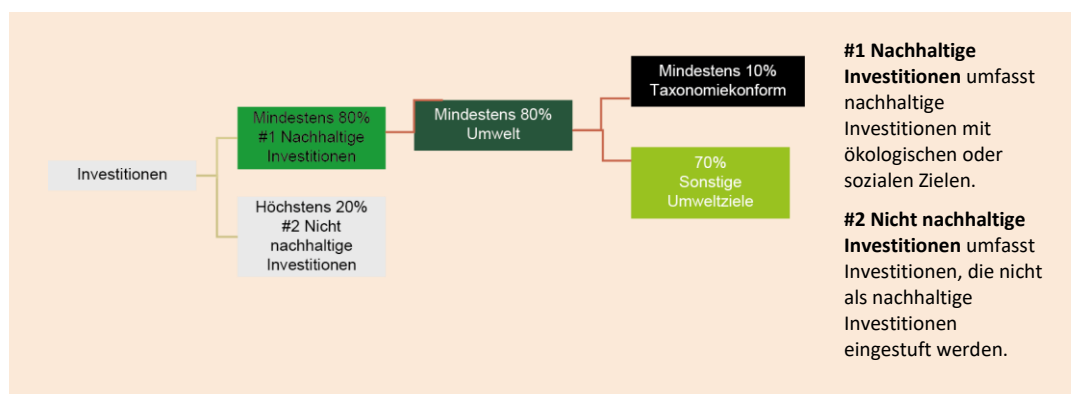 Investitionen
Mindestens 80%
#1 Nachhaltige
Investitionen
Höchstens 20%
#2 Nicht
nachhaltige
Investitionen
Mindestens 80%
Umwelt
Mindestens 10%
Taxonomiekonform
70%
Sonstige
Umweltziele
#1 Nachhaltige
Investitionen umfasst
nachhaltige
Investitionen mit
ökologischen oder
sozialen Zielen.
#2 Nicht nachhaltige
Investitionen umfasst
Investitionen, die nicht
als nachhaltige
Investitionen
eingestuft werden.